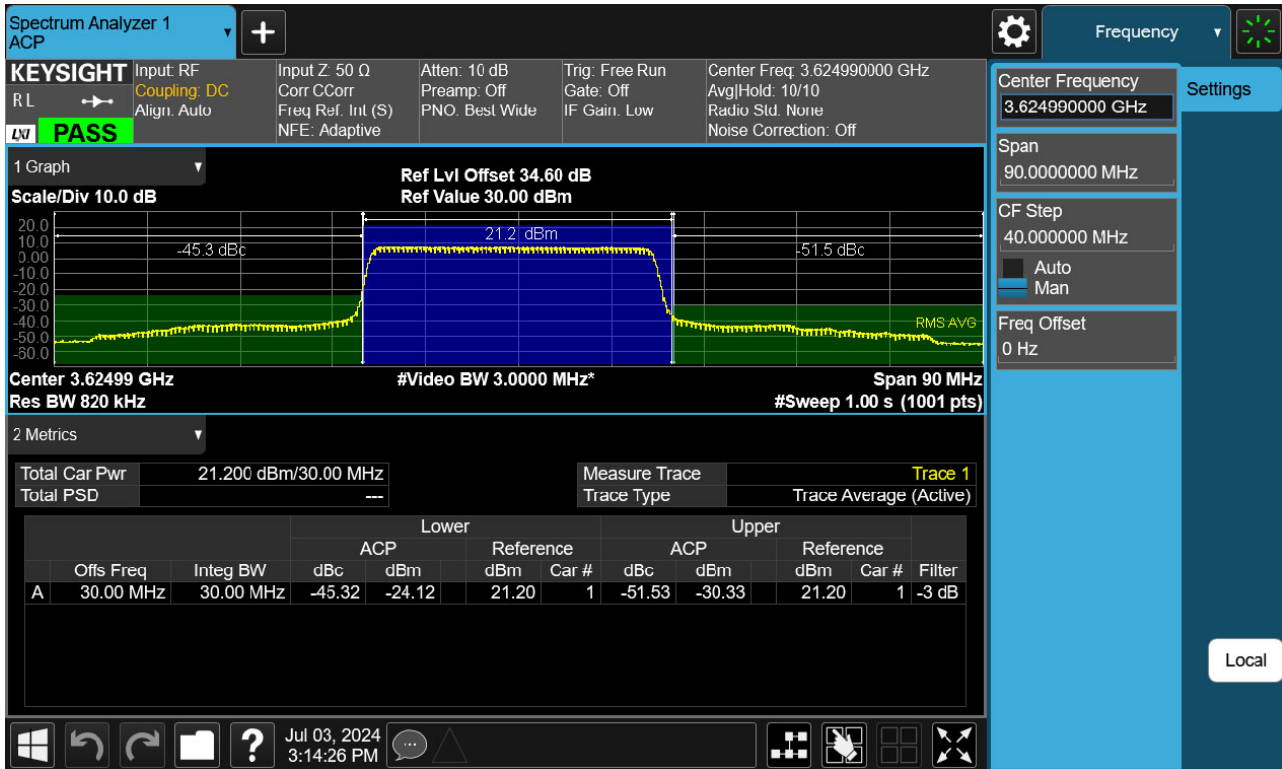 Spectrum Analyzer 1
ACP
+
Frequency
KEYSIGHT
RL
LXI PASS
Input: RF
Coupling: DC
Align: Auto
Input Z: 50 Ω
Corr CCorr
Freq Ref: Int (S)
NFE: Adaptive
Atten: 10 dB
Preamp: Off
PNO: Best Wide
Trig: Free Run
Gate: Off
IF Gain: Low
Center Freq: 3.624990000 GHz
Avg|Hold: 10/10
Radio Std: None
Noise Correction: Off
1 Graph
Scale/Div 10.0 dB
Ref Lvl Offset 34.60 dB
Ref Value 30.00 dBm
20.0
10.0
0.00
-10.0
-20.0
-30.0
-40.0
-50.0
-60.0
-45.3 dBc
21.2 dBm
-51.5 dBc
RMS AVG
Center 3.62499 GHz
#Video BW 3.0000 MHz*
Span 90 MHz
Res BW 820 kHz
#Sweep 1.00 s (1001 pts)
2 Metrics
Total Car Pwr 21.200 dBm/30.00 MHz
Total PSD ---
Measure Trace Trace 1
Trace Type Trace Average (Active)
Lower Upper
ACP Reference ACP Reference
Offs Freq Integ BW dBc dBm dBm Car # dBc dBm dBm Car # Filter
A 30.00 MHz 30.00 MHz -45.32 -24.12 21.20 1 -51.53 -30.33 21.20 1 -3 dB
Center Frequency
3.624990000 GHz
Span
90.0000000 MHz
CF Step
40.000000 MHz
Auto
Man
Freq Offset
0 Hz
Settings
Local
?
Jul 03, 2024
3:14:26 PM